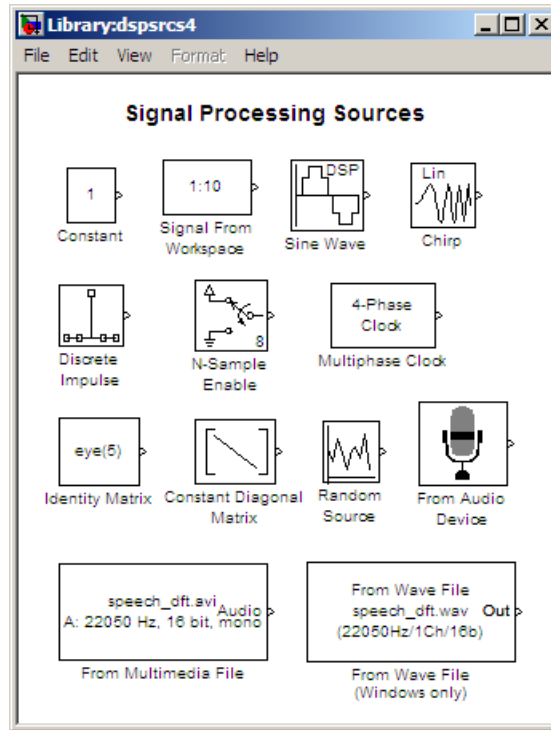 Library:dspsrcs4
File Edit View Format Help
Signal Processing Sources
1
Constant
1:10
Signal From
Workspace
DSP
Sine Wave
Lin
Chirp
Discrete
Impulse
8
N-Sample
Enable
4-Phase
Clock
Multiphase Clock
eye(5)
Identity Matrix
Constant Diagonal
Matrix
Random
Source
From Audio
Device
speech_dft.avi
Audio
A: 22050 Hz, 16 bit, mono
From Multimedia File
From Wave File
speech_dft.wav
Out
(22050Hz/1Ch/16b)
From Wave File
(Windows only)